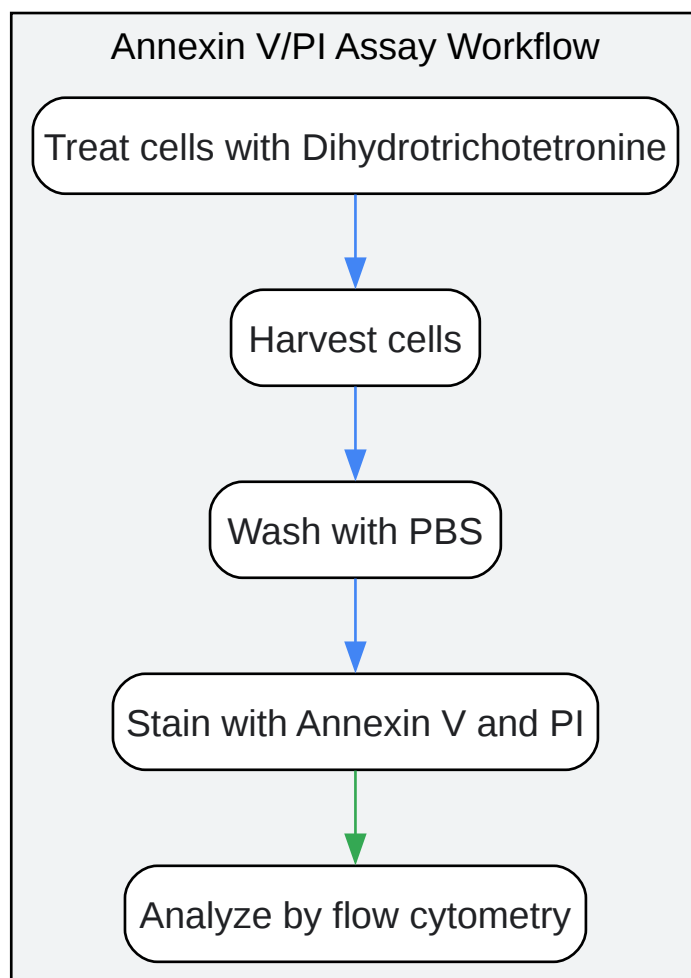 Annexin V/PI Assay Workflow
Treat cells with Dihydrotrichotetronine
Harvest cells
Wash with PBS
Stain with Annexin V and PI
Analyze by flow cytometry